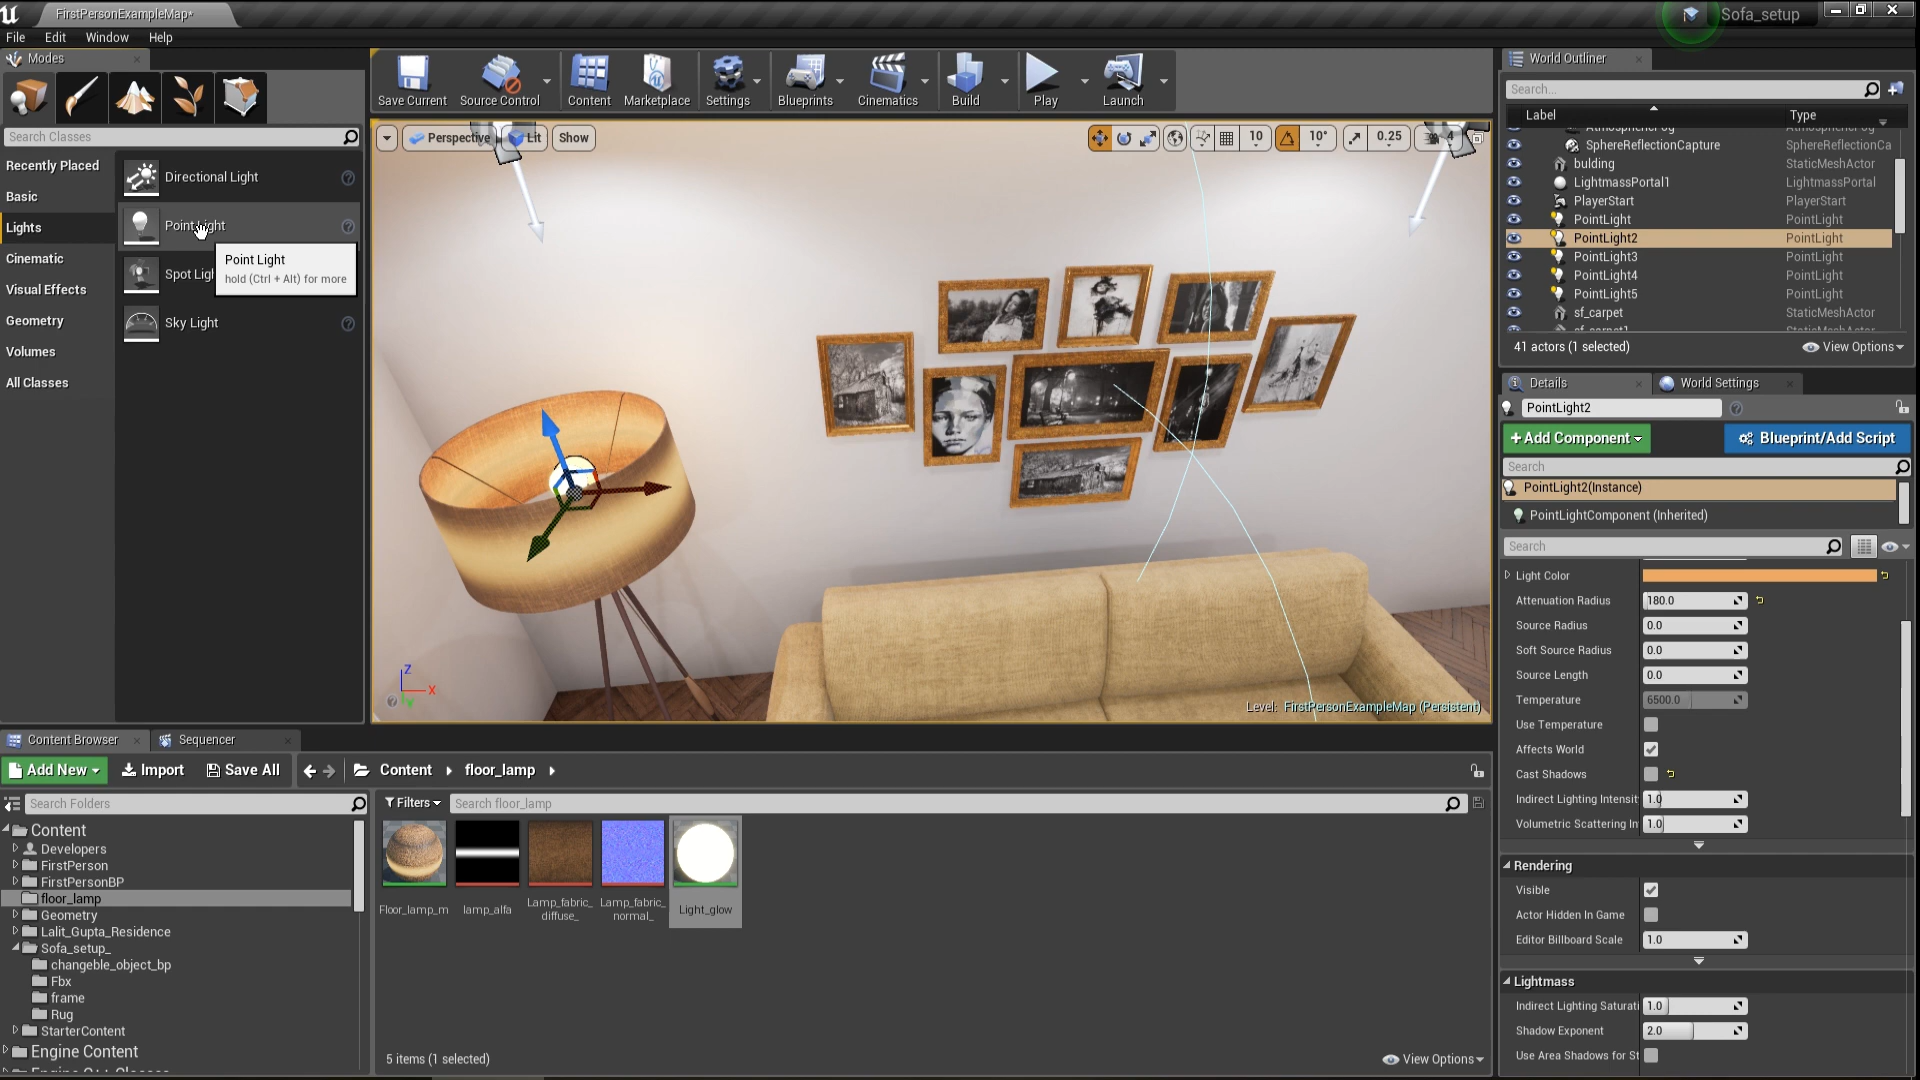 FirstPersonExampleMap*
Sofa_setup
File Edit Window Help
Modes
Search Classes
Recently Placed
Basic
Lights
Cinematic
Visual Effects
Geometry
Volumes
All Classes
Directional Light
Point Light
Spot Ligh
Sky Light
Point Light
hold (Ctrl + Alt) for more
Save Current
Source Control
Content
Marketplace
Settings
Blueprints
Cinematics
Build
Play
Launch
Perspective
Lit
Show
10
10°
0.25
4
Z
X
Y
Level: FirstPersonExampleMap (Persistent)
World Outliner
Search...
Label Type
AtmosphericFog
SphereReflectionCapture SphereReflectionCa
bulding StaticMeshActor
LightmassPortal1 LightmassPortal
PlayerStart PlayerStart
PointLight PointLight
PointLight2 PointLight
PointLight3 PointLight
PointLight4 PointLight
PointLight5 PointLight
sf_carpet StaticMeshActor
sf_carpet1 StaticMeshActor
41 actors (1 selected)
View Options
Details
World Settings
PointLight2
+Add Component
Blueprint/Add Script
Search
PointLight2(Instance)
PointLightComponent (Inherited)
Search
Light Color
Attenuation Radius 180.0
Source Radius 0.0
Soft Source Radius 0.0
Source Length 0.0
Temperature 6500.0
Use Temperature
Affects World
Cast Shadows
Indirect Lighting Intensit 1.0
Volumetric Scattering In 1.0
Rendering
Visible
Actor Hidden In Game
Editor Billboard Scale 1.0
Lightmass
Indirect Lighting Saturati 1.0
Shadow Exponent 2.0
Use Area Shadows for St
Content Browser
Sequencer
Add New
Import
Save All
Content
floor_lamp
Search Folders
Filters
Search floor_lamp
Content
Developers
FirstPerson
FirstPersonBP
floor_lamp
Geometry
Lalit_Gupta_Residence
Sofa_setup_
changeble_object_bp
Fbx
frame
Rug
StarterContent
Engine Content
Engine C++ Classes
Floor_lamp_m
lamp_alfa
Lamp_fabric_
diffuse_
Lamp_fabric_
normal_
Light_glow
5 items (1 selected)
View Options